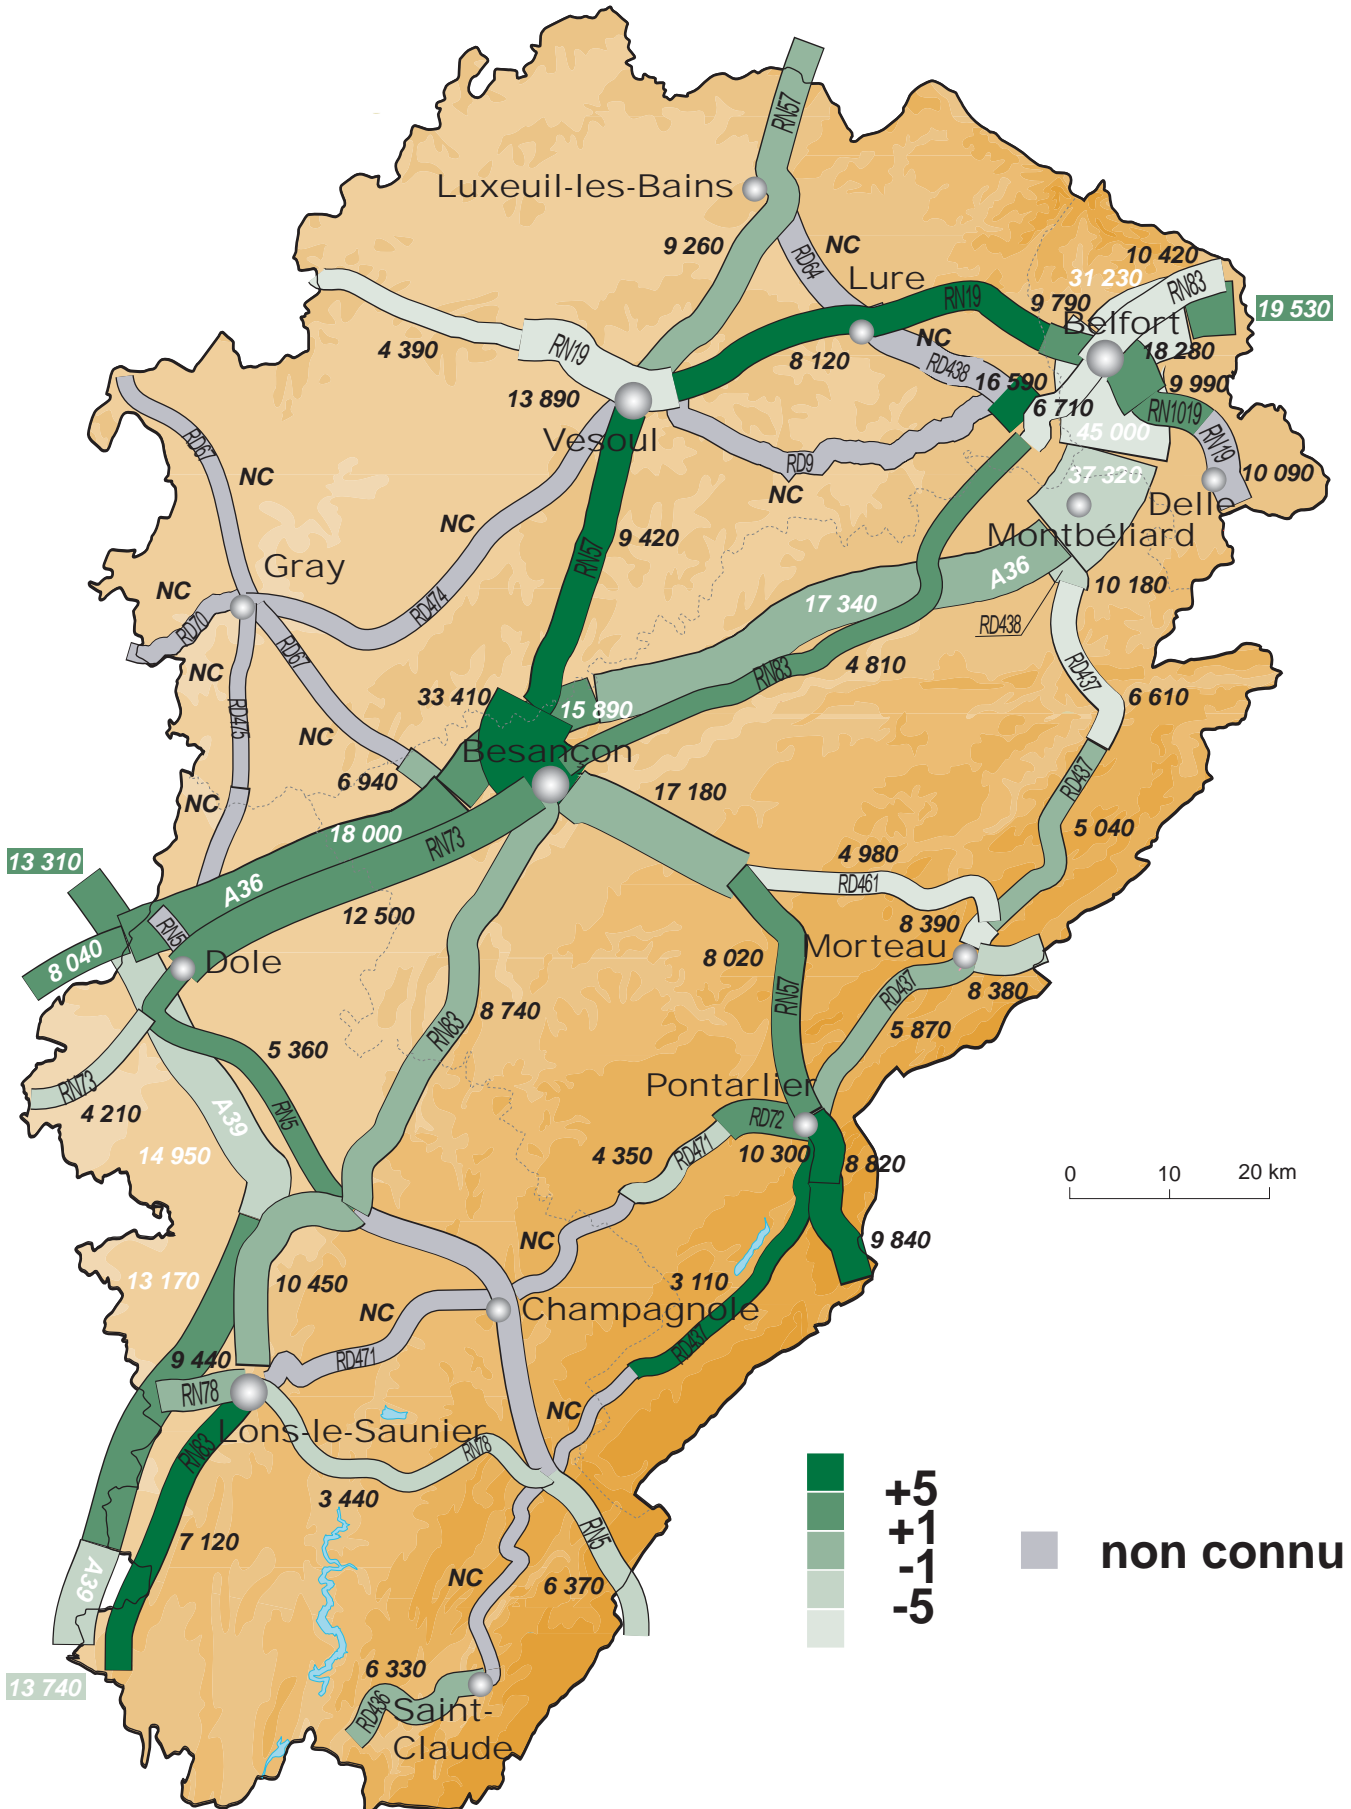 RN57
Luxeuil-les-Bains
9 260
NC
RD64
Lure
RN19
10 420
31 230
RN83
9 790
19 530
Belfort
18 280
4 390
RN19
8 120
NC
RD438
16 590
9 990
13 890
6 710
RN1019
Vesoul
45 000
RN19
RD67
NC
RD9
NC
37 320
10 090
Delle
NC
9 420
RN57
Montbéliard
Gray
A36
10 180
NC
17 340
RD474
RD70
RD438
RD67
4 810
RN83
RD437
NC
6 610
33 410
15 890
RD475
NC
Besançon
6 940
17 180
RD437
NC
18 000
RN73
5 040
13 310
4 980
A36
RD461
12 500
8 390
RN5
8 040
Morteau
Dole
8 020
RD437
8 380
8 740
RN57
5 870
RN83
5 360
RN73
4 210
Pontarlier
A39
RN5
RD72
14 950
4 350
RD471
10 300
8 820
0
10
20 km
NC
9 840
13 170
10 450
3 110
NC
Champagnole
RD437
9 440
RD471
RN78
NC
Lons-le-Saunier
RN83
RN78
3 440
+5
+1
-1
-5
non connu
7 120
RN5
A39
NC
6 370
6 330
13 740
RD436
Saint-
Claude